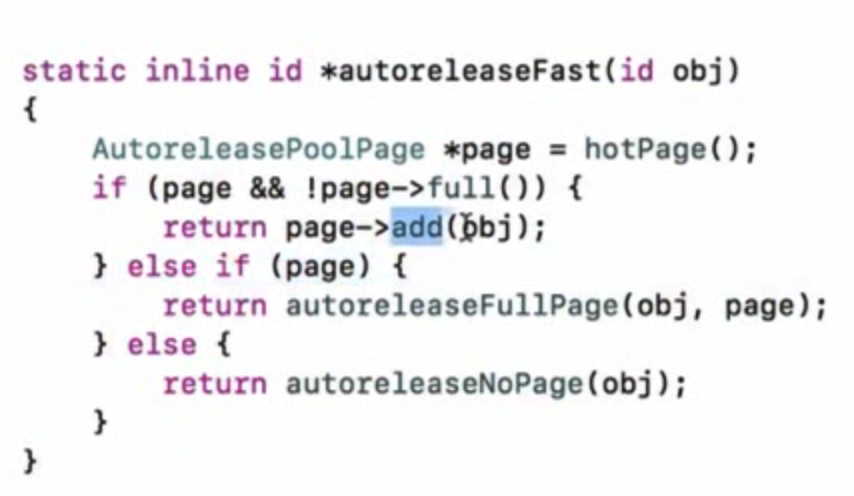 static inline id *autoreleaseFast(id obj)
{
    AutoreleasePoolPage *page = hotPage();
    if (page && !page->full()) {
        return page->add(obj);
    } else if (page) {
        return autoreleaseFullPage(obj, page);
    } else {
        return autoreleaseNoPage(obj);
    }
}